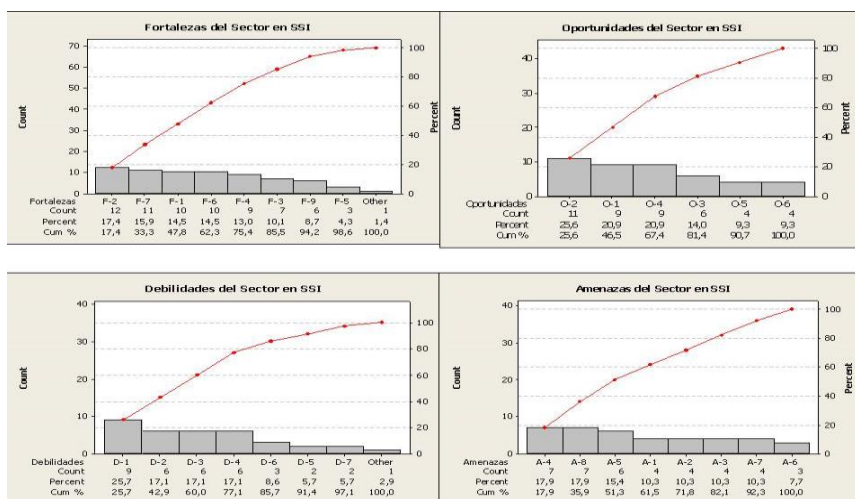 Fortalezas del Sector en SSI
70
60
50
40
30
20
10
0
Count
100
80
60
40
20
0
Percent
Fortalezas F-2 F-7 F-1 F-6 F-4 F-3 F-9 F-5 Other
Count 12 11 10 10 9 7 6 3 1
Percent 17,4 15,9 14,5 14,5 13,0 10,1 8,7 4,3 1,4
Cum % 17,4 33,3 47,8 62,3 75,4 85,5 94,2 98,6 100,0
Oportunidades del Sector en SSI
40
30
20
10
0
Count
100
80
60
40
20
0
Percent
Oportunidades O-2 O-1 O-4 O-3 O-5 O-6
Count 11 9 9 6 4 4
Percent 25,6 20,9 20,9 14,0 9,3 9,3
Cum % 25,6 46,5 67,4 81,4 90,7 100,0
Debilidades del Sector en SSI
40
30
20
10
0
Count
100
80
60
40
20
0
Percent
Debilidades D-1 D-2 D-3 D-4 D-6 D-5 D-7 Other
Count 9 6 6 6 3 2 2 1
Percent 25,7 17,1 17,1 17,1 8,6 5,7 5,7 2,9
Cum % 25,7 42,9 60,0 77,1 85,7 91,4 97,1 100,0
Amenazas del Sector en SSI
40
30
20
10
0
Count
100
80
60
40
20
0
Percent
Amenazas A-4 A-8 A-5 A-1 A-2 A-3 A-7 A-6
Count 7 7 6 4 4 4 4 3
Percent 17,9 17,9 15,4 10,3 10,3 10,3 10,3 7,7
Cum % 17,9 35,9 51,3 61,5 71,8 82,1 92,3 100,0